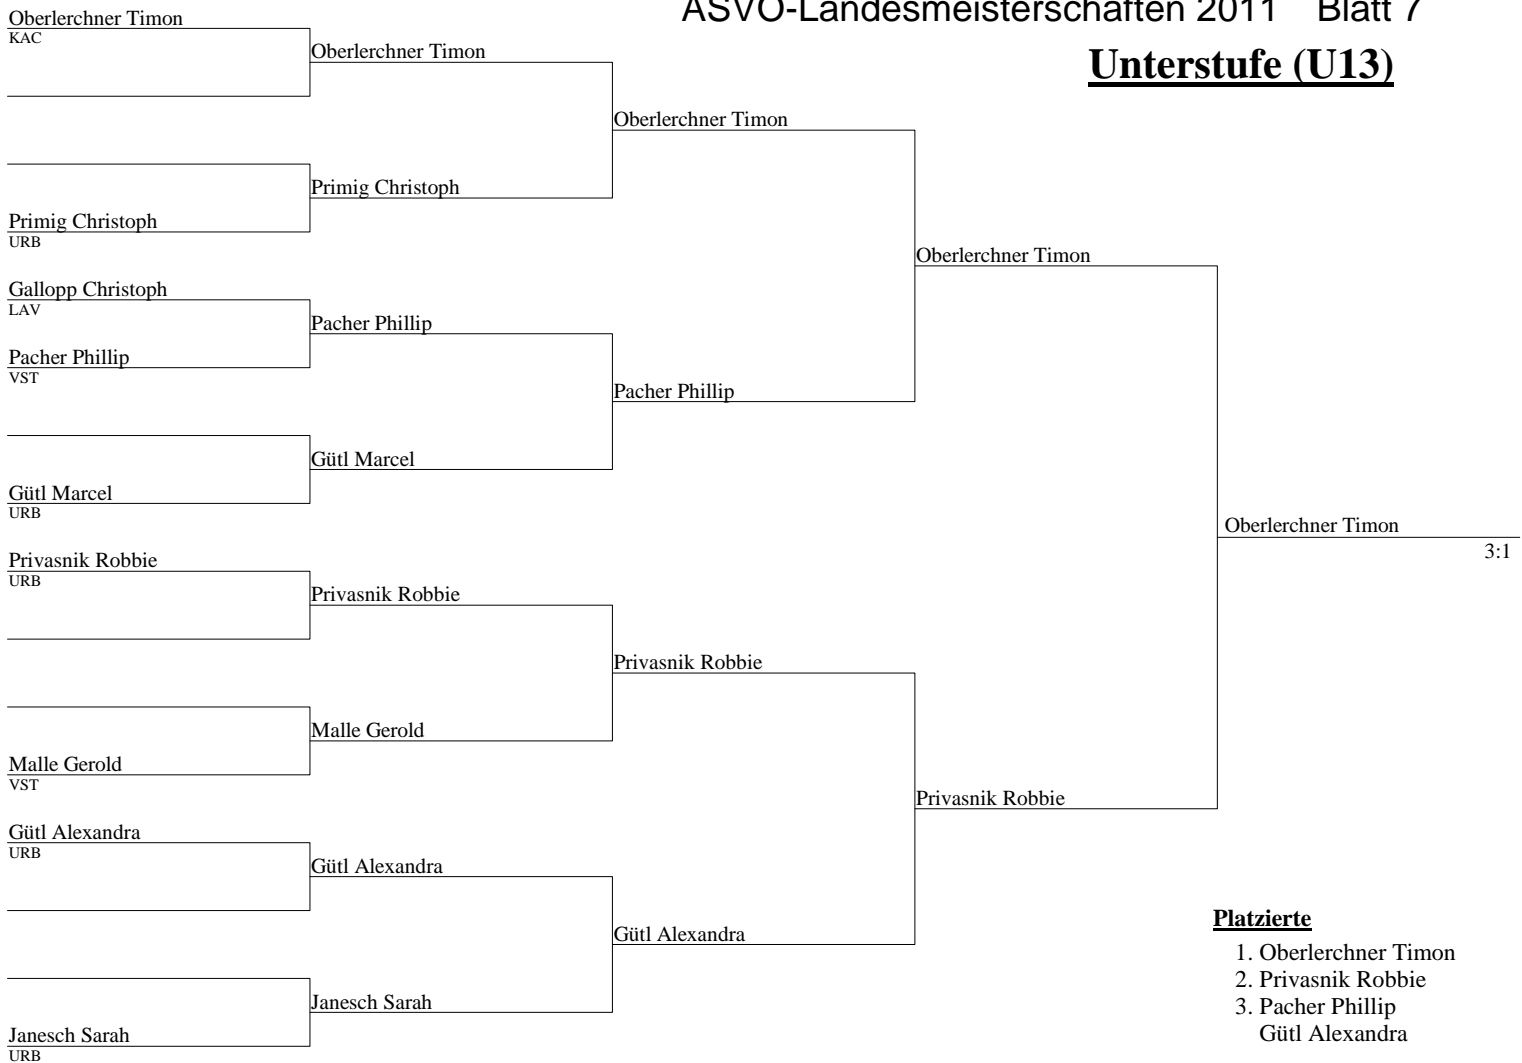 ASVÖ-Landesmeisterschaften 2011 Blatt 7
Unterstufe (U13)
Oberlerchner Timon
KAC
Primig Christoph
URB
Gallopp Christoph
LAV
Pacher Phillip
VST
Gütl Marcel
URB
Privasnik Robbie
URB
Malle Gerold
VST
Gütl Alexandra
URB
Janesch Sarah
URB
Oberlerchner Timon
Primig Christoph
Pacher Phillip
Gütl Marcel
Privasnik Robbie
Malle Gerold
Gütl Alexandra
Janesch Sarah
Oberlerchner Timon
Pacher Phillip
Privasnik Robbie
Gütl Alexandra
Oberlerchner Timon
Privasnik Robbie
Oberlerchner Timon
3:1
Platzierte
1. Oberlerchner Timon
2. Privasnik Robbie
3. Pacher Phillip
Gütl Alexandra